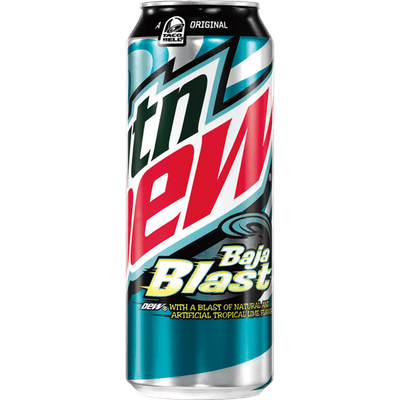 A TACO BELL® ORIGINAL
mtn
DEW
Baja
Blast
DEW® WITH A BLAST OF NATURAL AND
ARTIFICIAL TROPICAL LIME FLAVOR